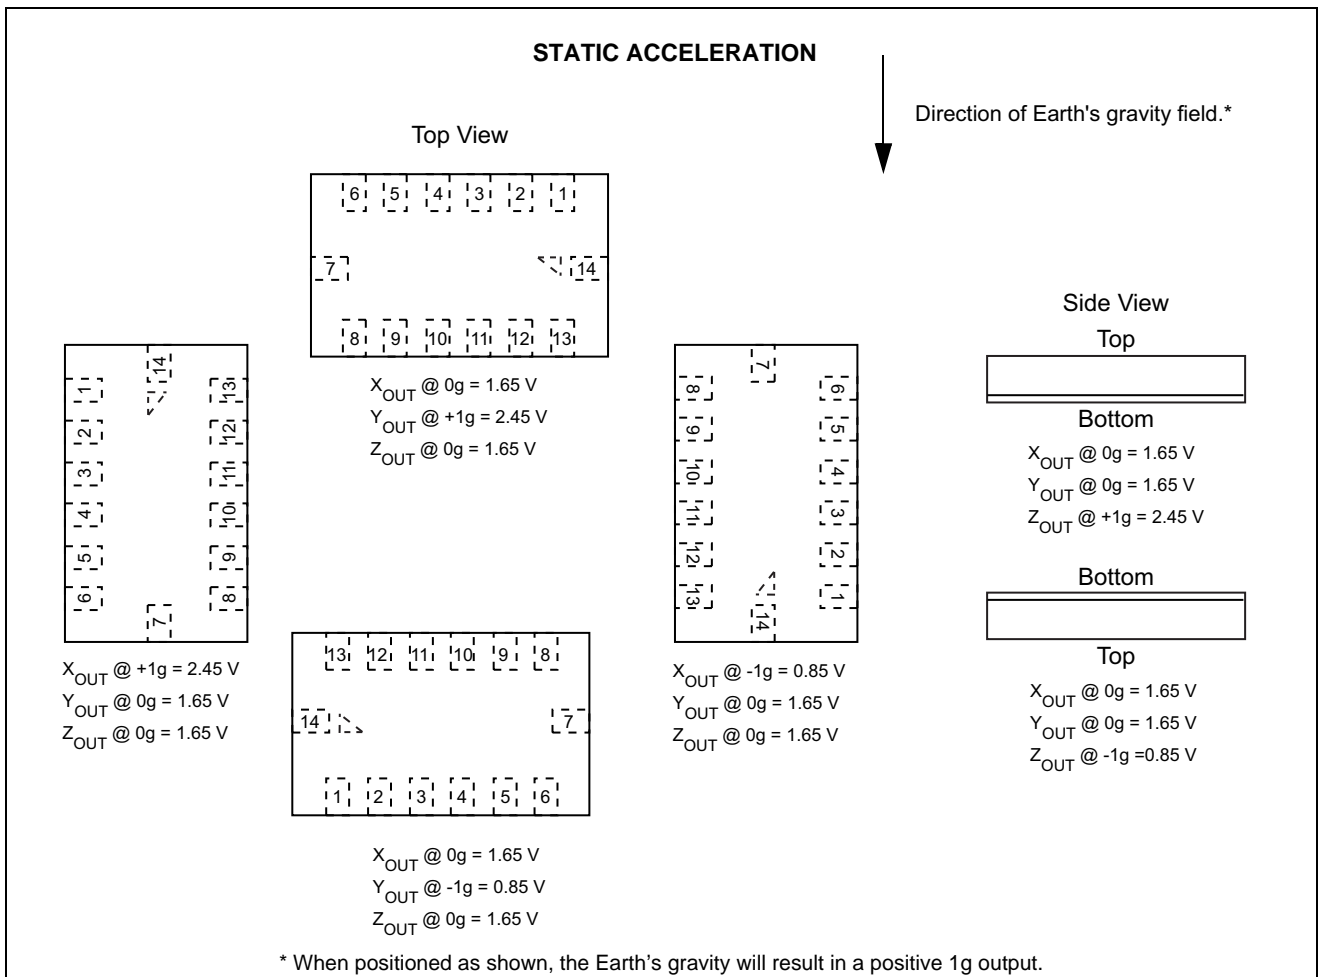 STATIC ACCELERATION
Direction of Earth's gravity field.*
Top View
6 5 4 3 2 1
7 14
8 9 10 11 12 13
X_OUT @ 0g = 1.65 V
Y_OUT @ +1g = 2.45 V
Z_OUT @ 0g = 1.65 V
14
1 13
2 12
3 11
4 10
5 9
6 8
7
X_OUT @ +1g = 2.45 V
Y_OUT @ 0g = 1.65 V
Z_OUT @ 0g = 1.65 V
13 12 11 10 9 8
14 7
1 2 3 4 5 6
X_OUT @ 0g = 1.65 V
Y_OUT @ -1g = 0.85 V
Z_OUT @ 0g = 1.65 V
7
8 6
9 5
10 4
11 3
12 2
13 1
14
X_OUT @ -1g = 0.85 V
Y_OUT @ 0g = 1.65 V
Z_OUT @ 0g = 1.65 V
Side View
Top
Bottom
X_OUT @ 0g = 1.65 V
Y_OUT @ 0g = 1.65 V
Z_OUT @ +1g = 2.45 V
Bottom
Top
X_OUT @ 0g = 1.65 V
Y_OUT @ 0g = 1.65 V
Z_OUT @ -1g =0.85 V
* When positioned as shown, the Earth's gravity will result in a positive 1g output.